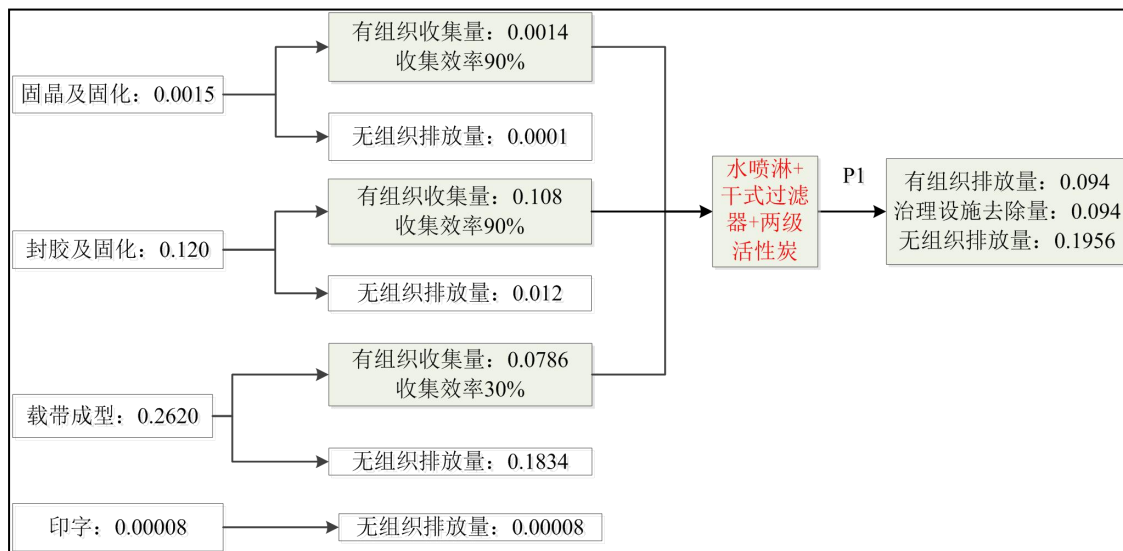 固晶及固化：0.0015
有组织收集量：0.0014
收集效率90%
无组织排放量：0.0001
封胶及固化：0.120
有组织收集量：0.108
收集效率90%
无组织排放量：0.012
载带成型：0.2620
有组织收集量：0.0786
收集效率30%
无组织排放量：0.1834
印字：0.00008
无组织排放量：0.00008
水喷淋+
干式过滤
器+两级
活性炭
P1
有组织排放量：0.094
治理设施去除量：0.094
无组织排放量：0.1956